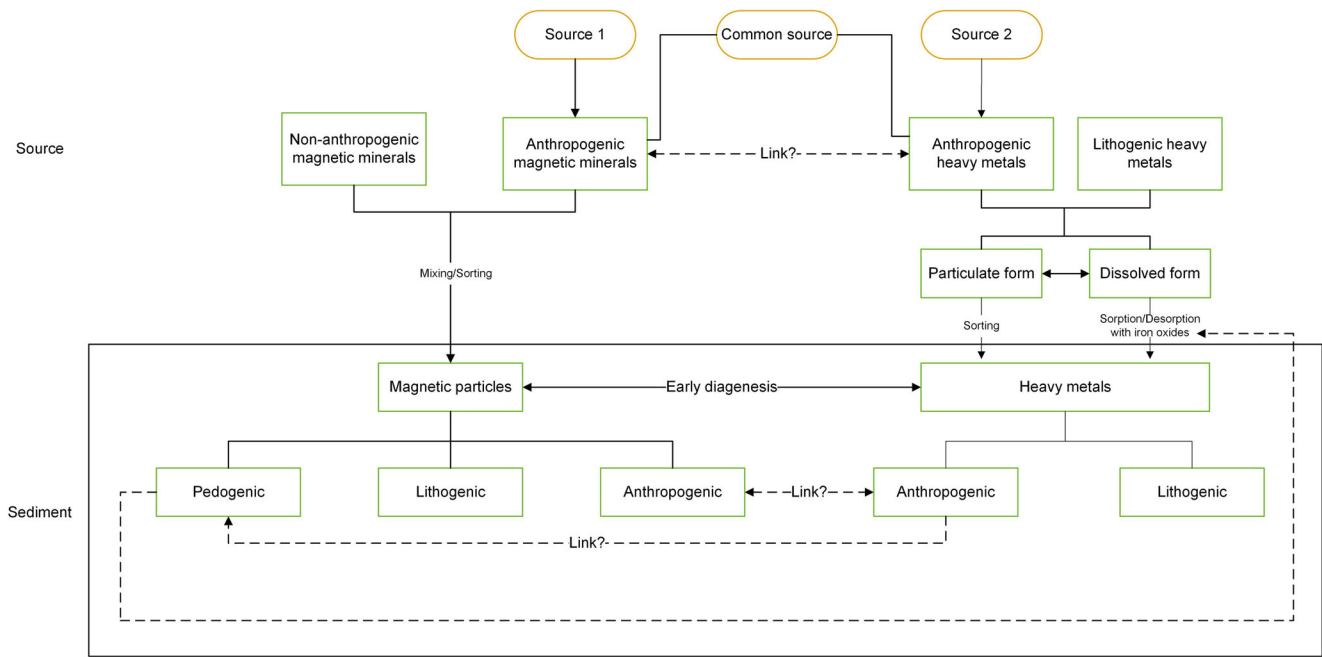 Source 1
Common source
Source 2
Source
Non-anthropogenic
magnetic minerals
Anthropogenic
magnetic minerals
Link?
Anthropogenic
heavy metals
Lithogenic heavy
metals
Mixing/Sorting
Particulate form
Dissolved form
Sorting
Sorption/Desorption
with iron oxides
Magnetic particles
Early diagenesis
Heavy metals
Sediment
Pedogenic
Lithogenic
Anthropogenic
Link?
Anthropogenic
Lithogenic
Link?